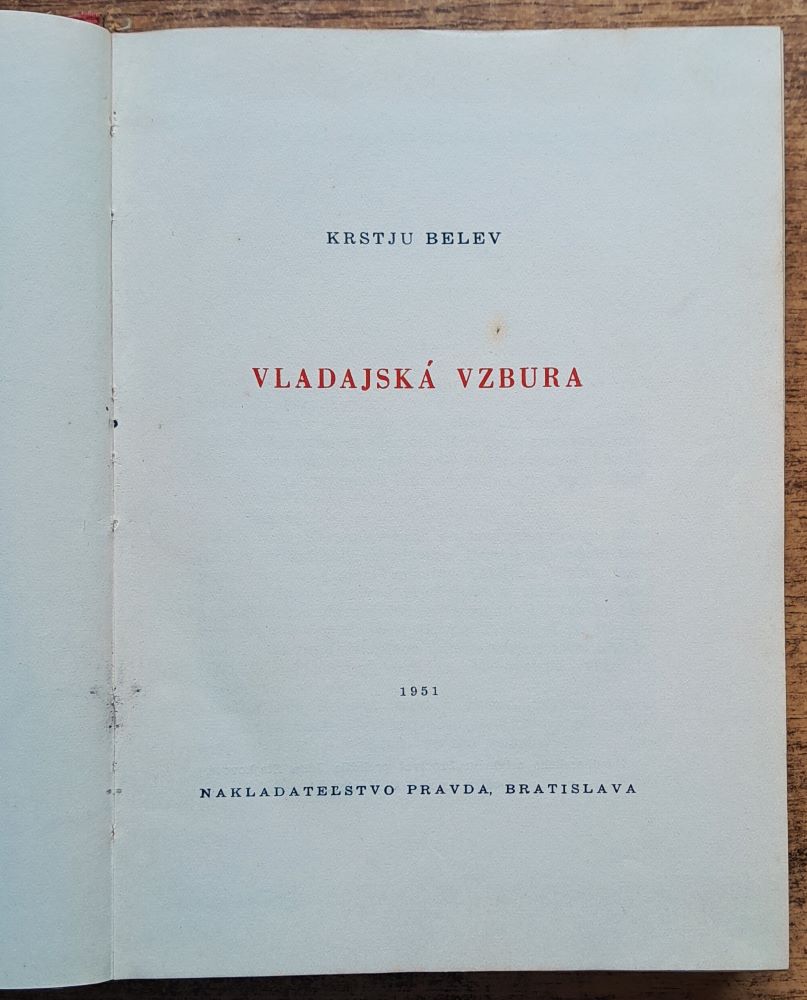 KRSTJU BELEV
VLADAJSKÁ VZBURA
1951
NAKLADATEĽSTVO PRAVDA, BRATISLAVA